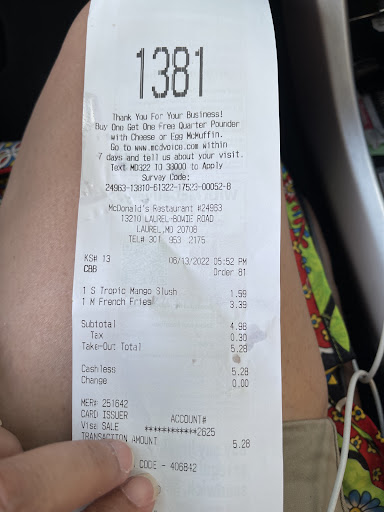 1381
Thank You For Your Business!
Buy One Get One Free Quarter Pounder
with Cheese or Egg McMuffin.
Go to www.mcdvoice.com within
7 days and tell us about your visit.
Text MD322 TO 38000 to Apply
Survey Code:
24963-13810-61322-17523-00052-8
McDonald's Restaurant #24963
13210 LAUREL-BOWIE ROAD
LAUREL,MD 20708
TEL# 301 953 2175
KS# 13 06/13/2022 05:52 PM
Order 81
1 S Tropic Mango Slush 1.59
1 M French Fries 3.39
Subtotal 4.98
Tax 0.30
Take-Out Total 5.28
Cashless 5.28
Change 0.00
MER# 251642
CARD ISSUER ACCOUNT#
Visa SALE ************2625
TRANSACTION AMOUNT 5.28
CODE - 406842